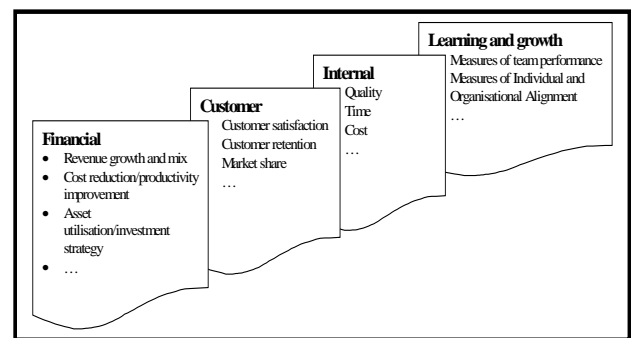 Financial
• Revenue growth and mix
• Cost reduction/productivity
improvement
• Asset
utilisation/investment
strategy
• …
Customer
Customer satisfaction
Customer retention
Market share
…
Internal
Quality
Time
Cost
…
Learning and growth
Measures of team performance
Measures of Individual and
Organisational Alignment
…